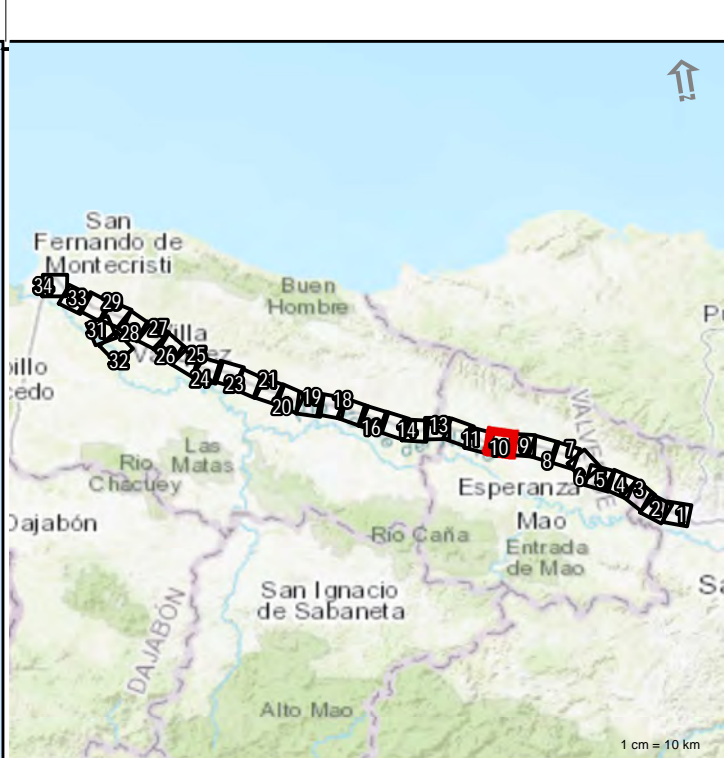 N
San
Fernando de
Montecristi
Buen
Hombre
34
33
29
31
28
27
32
26
25
24
23
21
20
19
18
16
14
13
11
10
9
8
7
6
5
4
3
2
1
VALVE
Las
Matas
Rio
Chacuey
Esperanza
Mao
Entrada
de Mao
Dajabón
Río Caña
San Ignacio
de Sabaneta
DAJABÓN
Alto Mao
1 cm = 10 km